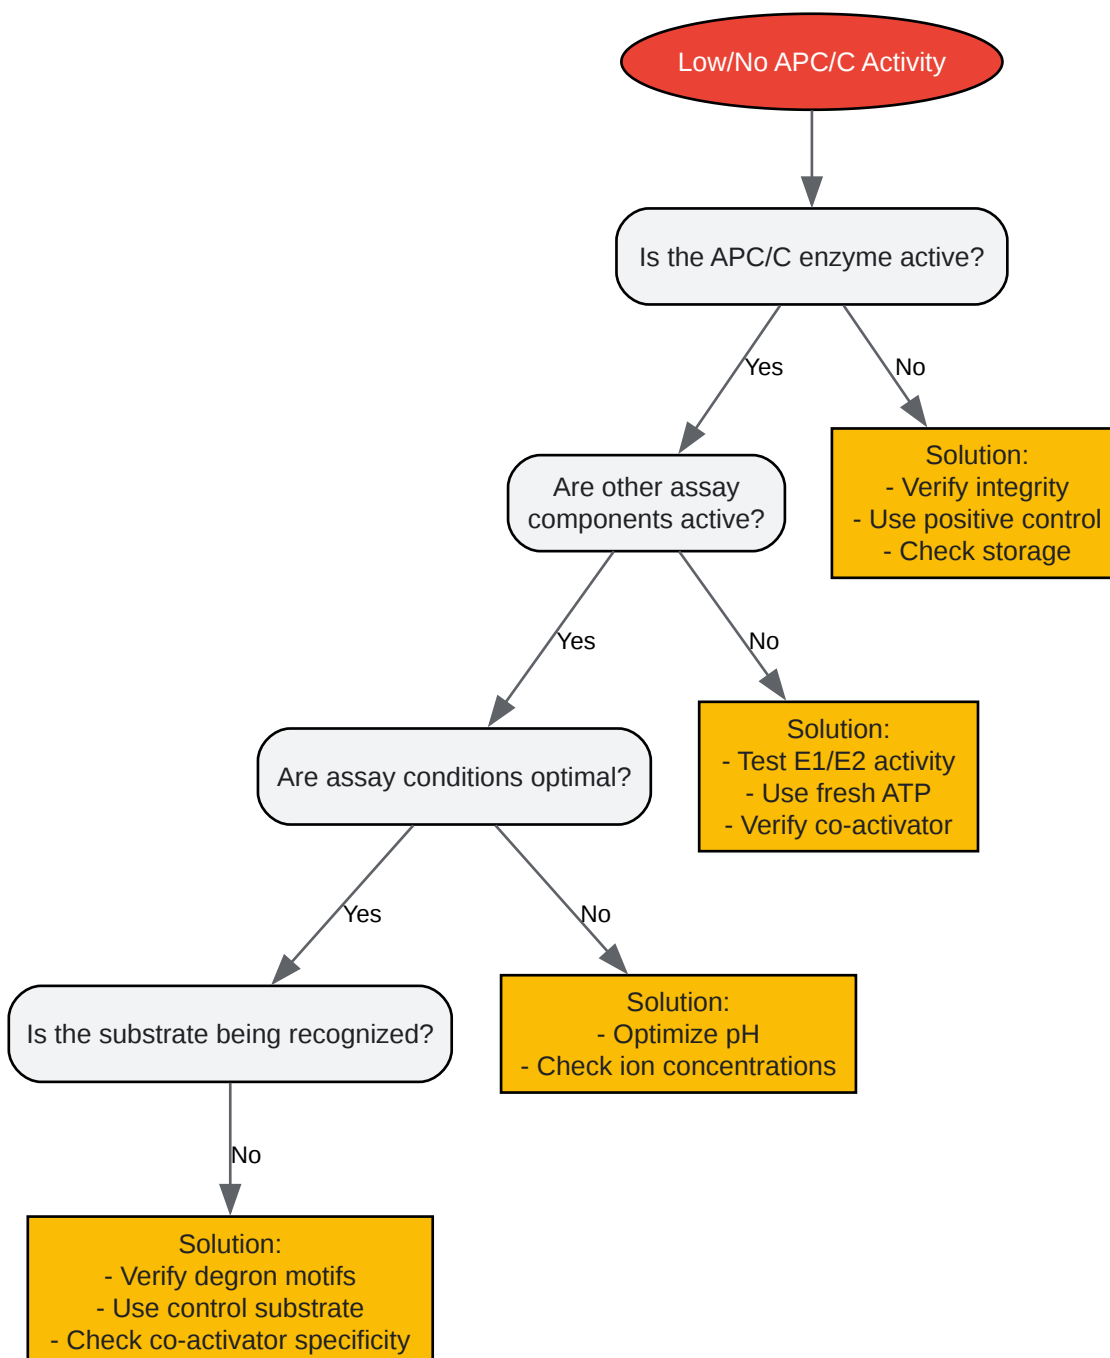 Low/No APC/C Activity
Is the APC/C enzyme active?
Yes
No
Solution:
- Verify integrity
- Use positive control
- Check storage
Are other assay
components active?
Yes
No
Solution:
- Test E1/E2 activity
- Use fresh ATP
- Verify co-activator
Are assay conditions optimal?
Yes
No
Solution:
- Optimize pH
- Check ion concentrations
Is the substrate being recognized?
No
Solution:
- Verify degron motifs
- Use control substrate
- Check co-activator specificity